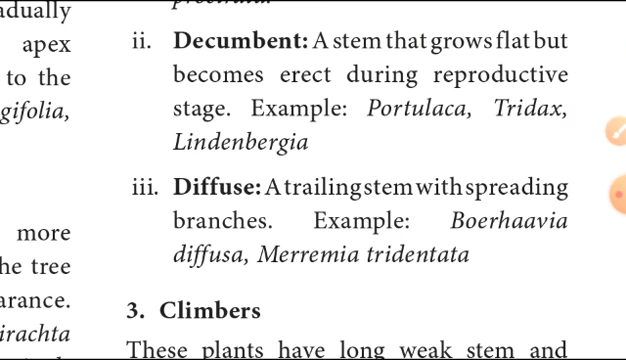 adually
apex
to the
gifolia,
more
he tree
arance.
irachta
prostrata.
ii. Decumbent: A stem that grows flat but
becomes erect during reproductive
stage. Example: Portulaca, Tridax,
Lindenbergia
iii. Diffuse: A trailing stem with spreading
branches. Example: Boerhaavia
diffusa, Merremia tridentata
3. Climbers
These plants have long weak stem and